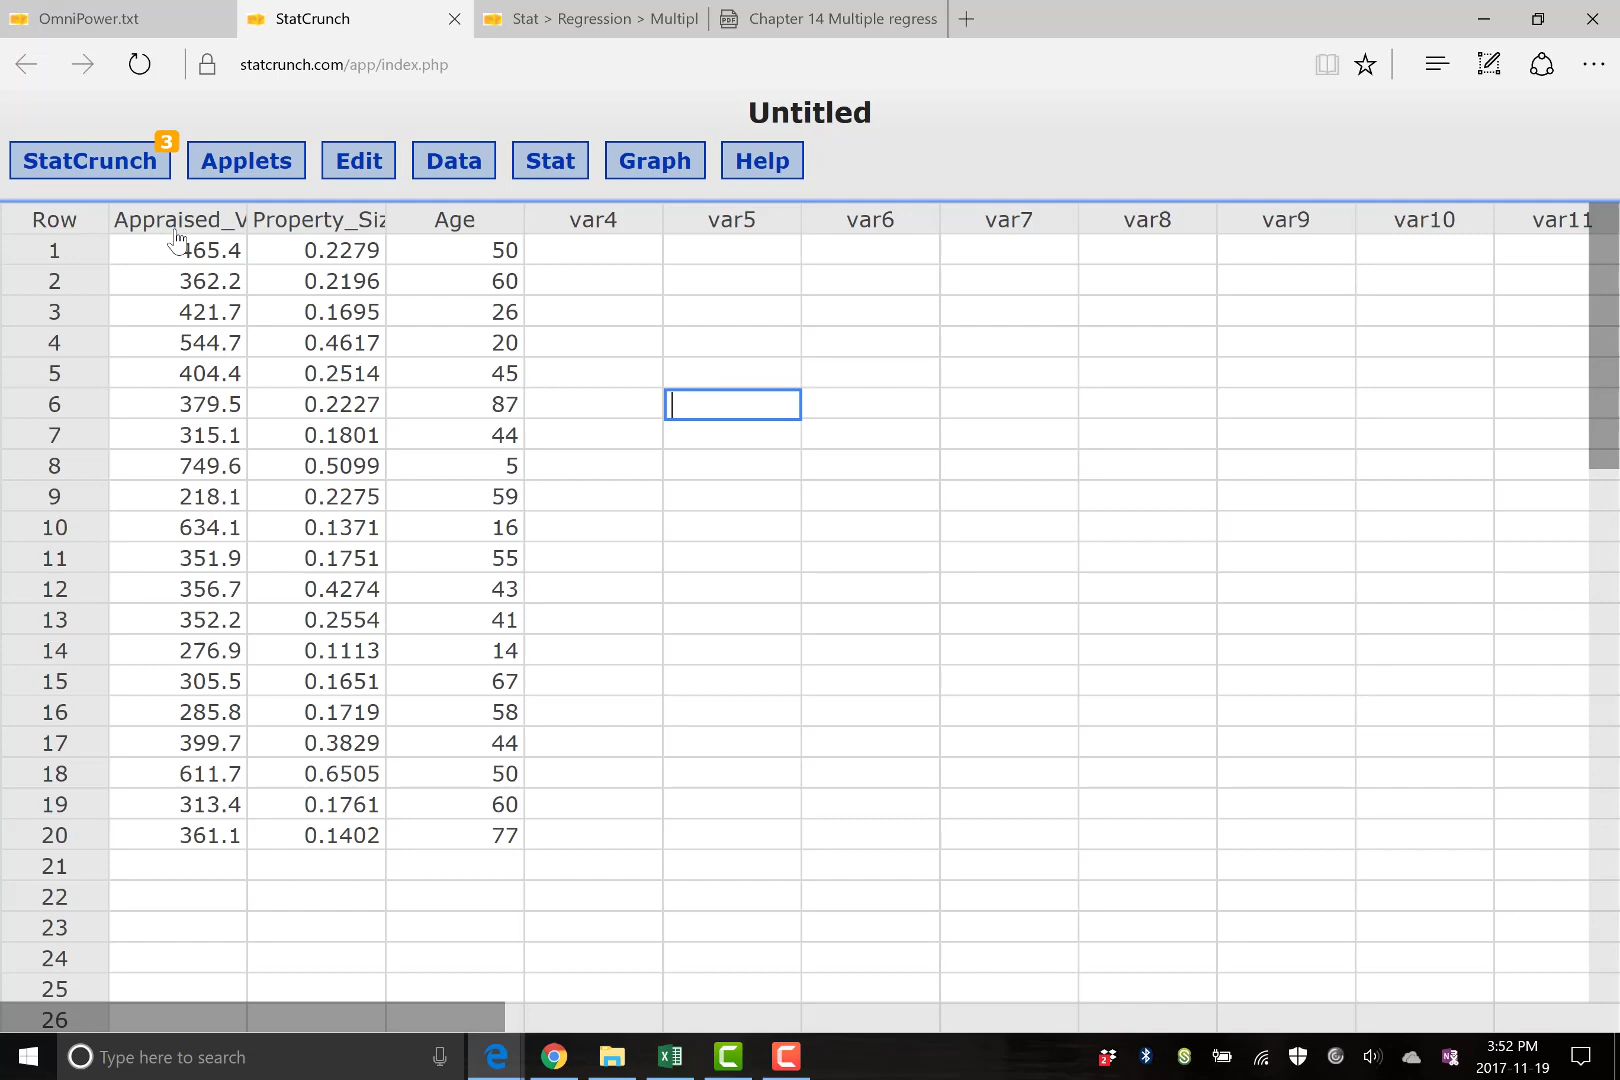 OmniPower.txt
StatCrunch
Stat > Regression > Multipl
Chapter 14 Multiple regress
statcrunch.com/app/index.php
Untitled
3
StatCrunch Applets Edit Data Stat Graph Help
Row Appraised_V Property_Siz Age var4 var5 var6 var7 var8 var9 var10 var11
1 465.4 0.2279 50
2 362.2 0.2196 60
3 421.7 0.1695 26
4 544.7 0.4617 20
5 404.4 0.2514 45
6 379.5 0.2227 87
7 315.1 0.1801 44
8 749.6 0.5099 5
9 218.1 0.2275 59
10 634.1 0.1371 16
11 351.9 0.1751 55
12 356.7 0.4274 43
13 352.2 0.2554 41
14 276.9 0.1113 14
15 305.5 0.1651 67
16 285.8 0.1719 58
17 399.7 0.3829 44
18 611.7 0.6505 50
19 313.4 0.1761 60
20 361.1 0.1402 77
21
22
23
24
25
26
Type here to search
3:52 PM
2017-11-19